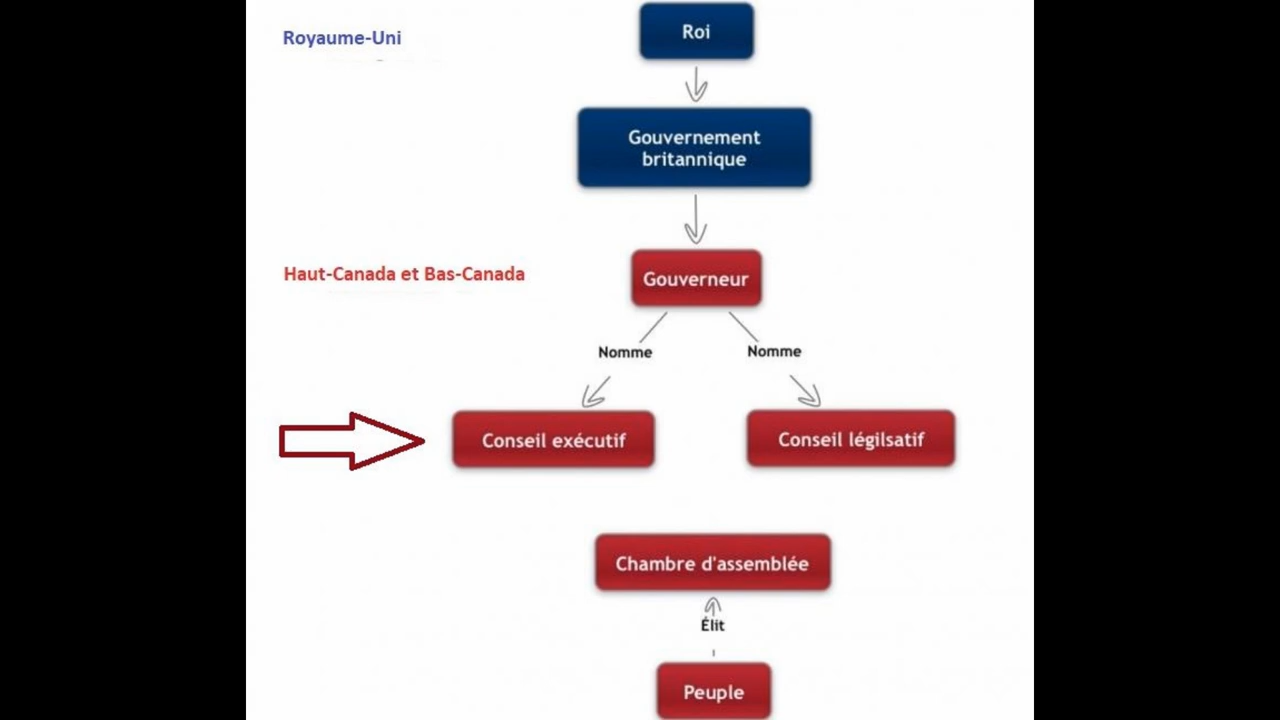 Royaume-Uni
Roi
Gouvernement
britannique
Haut-Canada et Bas-Canada
Gouverneur
Nomme
Nomme
Conseil exécutif
Conseil légilsatif
Chambre d'assemblée
Élit
Peuple